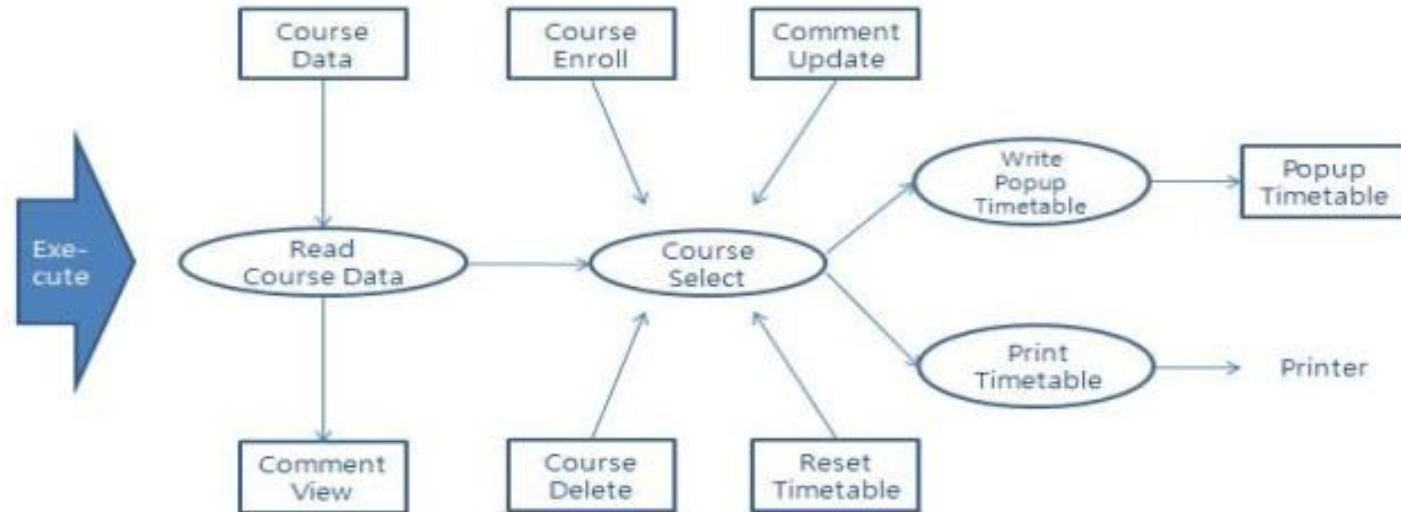 Course
Data
Course
Enroll
Comment
Update
Write
Popup
Timetable
Popup
Timetable
Exe-
cute
Read
Course Data
Course
Select
Print
Timetable
Printer
Comment
View
Course
Delete
Reset
Timetable